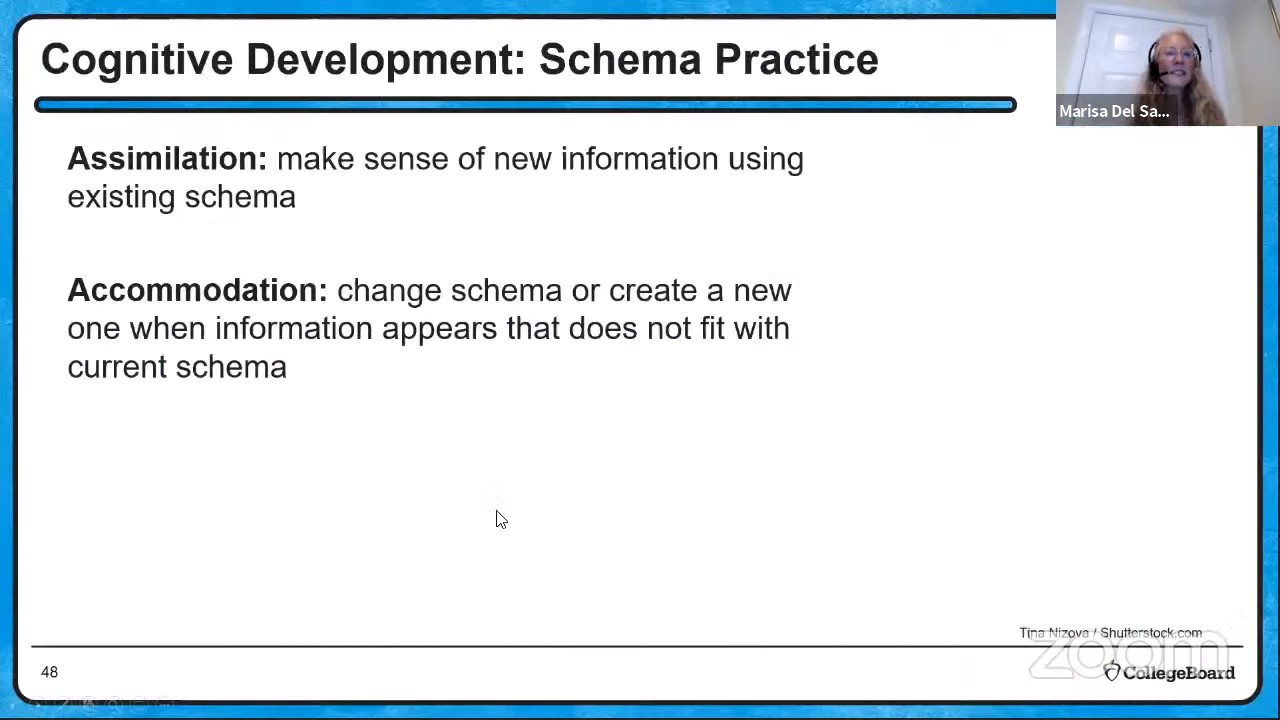 Cognitive Development: Schema Practice
Marisa Del Sa...
Assimilation: make sense of new information using
existing schema
Accommodation: change schema or create a new
one when information appears that does not fit with
current schema
Tina Nizova / Shutterstock.com
zoom
48
CollegeBoard